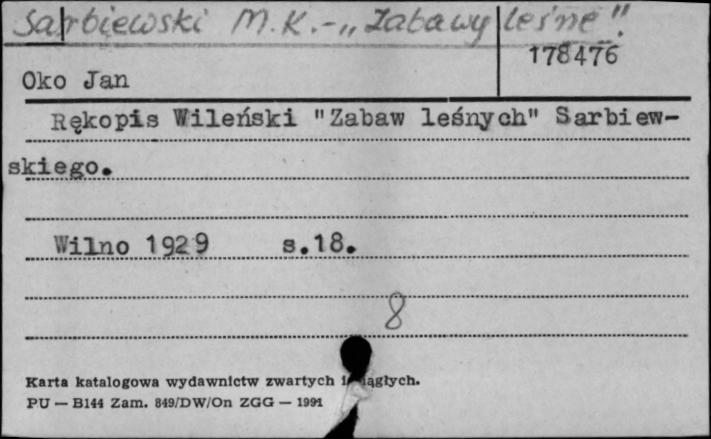 Sarbiewski M.K.-„Zabawy leśne".
178476
Oko Jan
Rękopis Wileński "Zabaw leśnych" Sarbiew-
skiego.
Wilno 1929 s.18.
8
Karta katalogowa wydawnictw zwartych
PU — B144 Zam. 849/DW/On ZGG — 1991